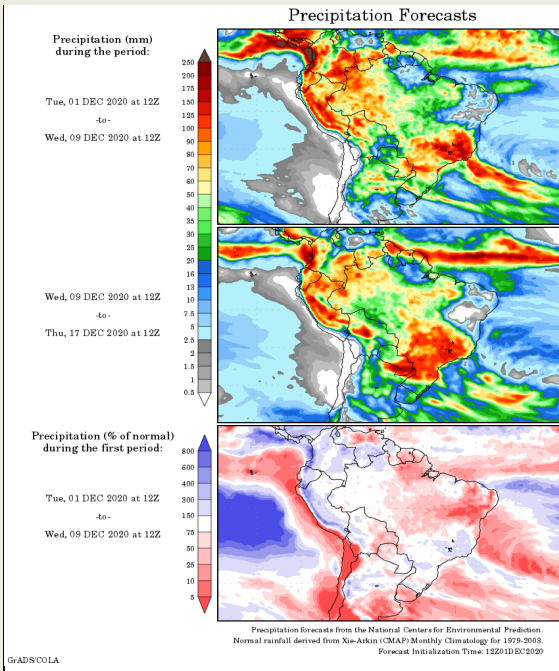 Precipitation Forecasts
Precipitation (mm)
during the period:
Tue, 01 DEC 2020 at 12Z
-to-
Wed, 09 DEC 2020 at 12Z
250
200
175
150
125
100
90
80
70
60
50
40
35
30
25
20
16
13
10
7.5
5
2.5
2
1.5
1
0.5
Wed, 09 DEC 2020 at 12Z
-to-
Thu, 17 DEC 2020 at 12Z
Precipitation (% of normal)
during the first period:
Tue, 01 DEC 2020 at 12Z
-to-
Wed, 09 DEC 2020 at 12Z
800
600
400
300
150
75
50
25
10
5
Precipitation forecasts from the National Centers for Environmental Prediction.
Normal rainfall derived from Xie-Arkin (CMAP) Monthly Climatology for 1979-2003.
Forecast Initialization Time: 12Z01DEC2020
GrADS/COLA